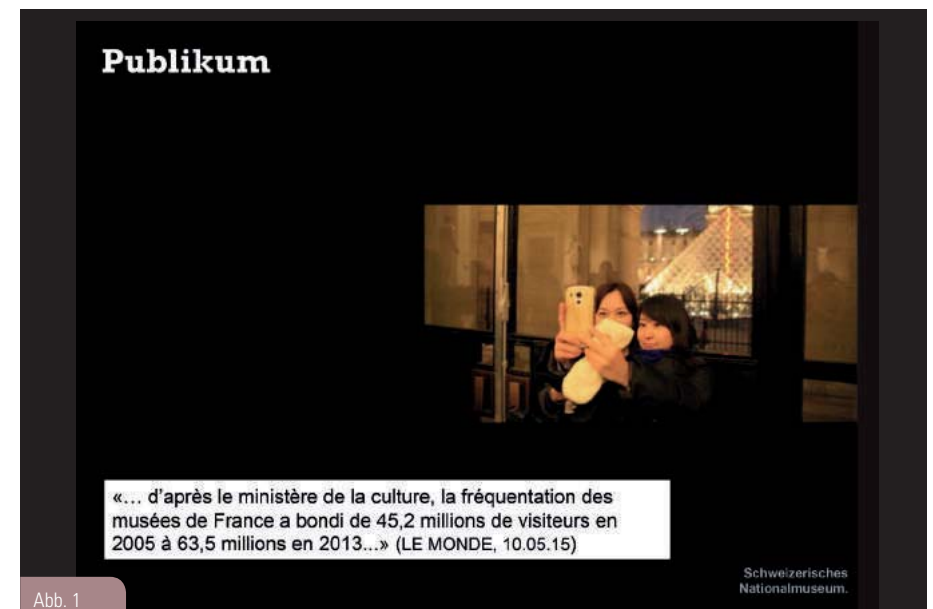 Publikum
«... d'après le ministère de la culture, la fréquentation des
musées de France a bondi de 45,2 millions de visiteurs en
2005 à 63,5 millions en 2013...» (LE MONDE, 10.05.15)
Schweizerisches
Nationalmuseum.
Abb. 1